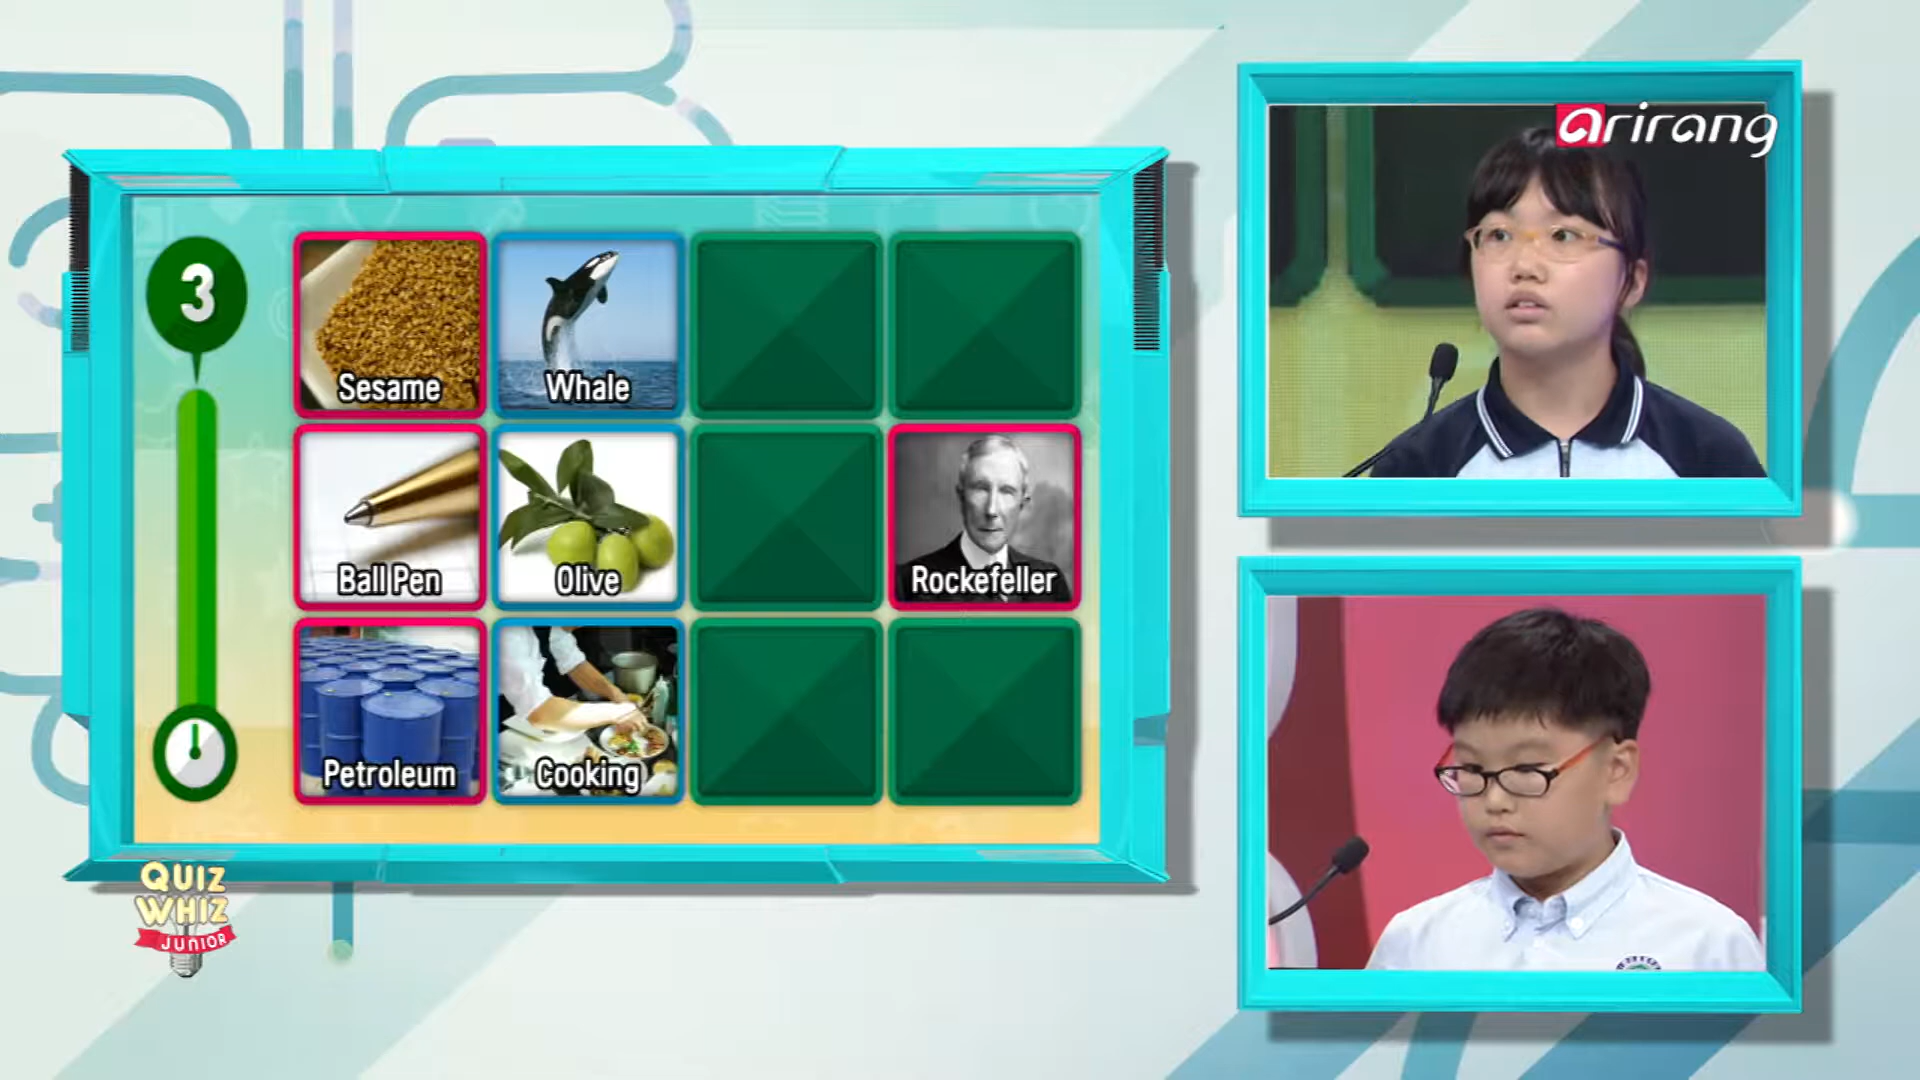 arirang
3
Sesame
Whale
Ball Pen
Olive
Rockefeller
Petroleum
Cooking
QUIZ
WHIZ
JUNIOR